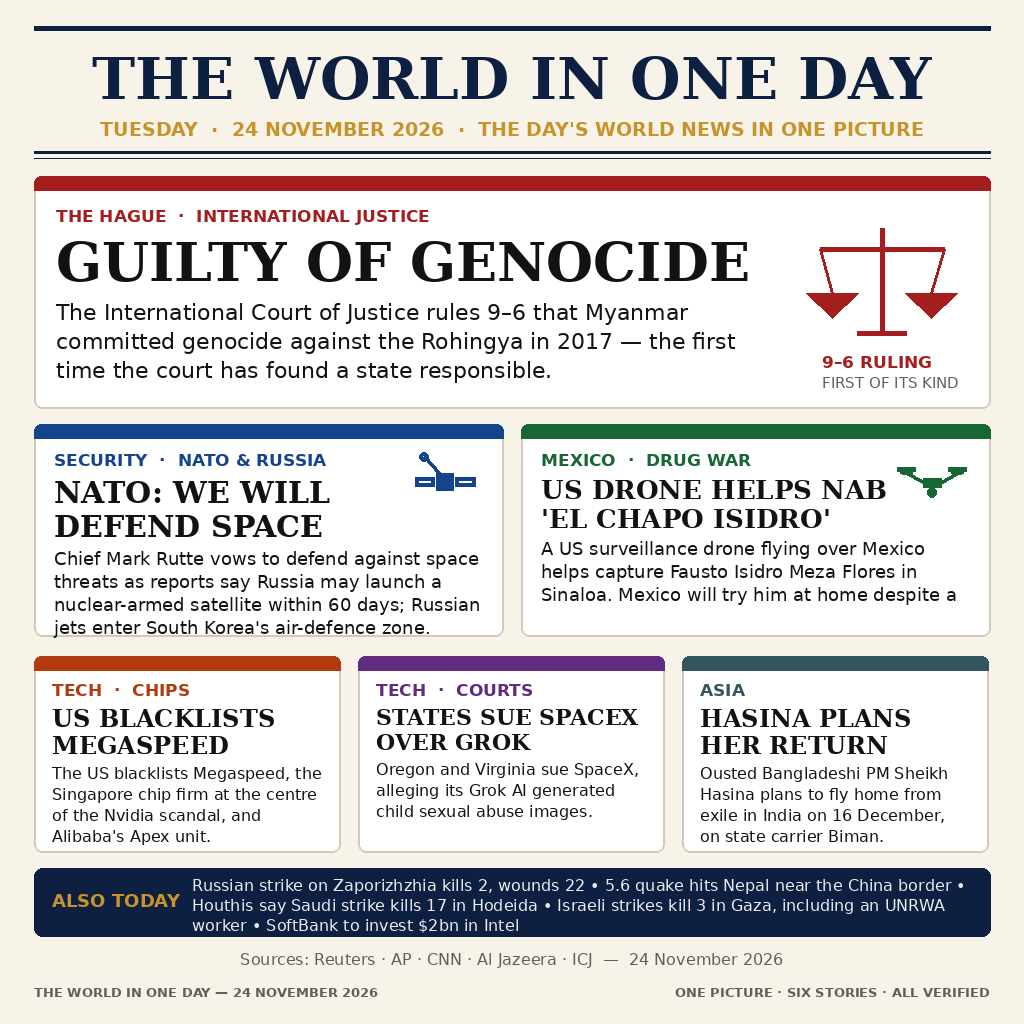 THE WORLD IN ONE DAY
TUESDAY · 24 NOVEMBER 2026 · THE DAY'S WORLD NEWS IN ONE PICTURE
THE HAGUE · INTERNATIONAL JUSTICE
GUILTY OF GENOCIDE
The International Court of Justice rules 9–6 that Myanmar
committed genocide against the Rohingya in 2017 — the first
time the court has found a state responsible.
9–6 RULING
FIRST OF ITS KIND
SECURITY · NATO & RUSSIA
NATO: WE WILL
DEFEND SPACE
Chief Mark Rutte vows to defend against space
threats as reports say Russia may launch a
nuclear-armed satellite within 60 days; Russian
jets enter South Korea's air-defence zone.
MEXICO · DRUG WAR
US DRONE HELPS NAB
'EL CHAPO ISIDRO'
A US surveillance drone flying over Mexico
helps capture Fausto Isidro Meza Flores in
Sinaloa. Mexico will try him at home despite a
TECH · CHIPS
US BLACKLISTS
MEGASPEED
The US blacklists Megaspeed, the
Singapore chip firm at the centre
of the Nvidia scandal, and
Alibaba's Apex unit.
TECH · COURTS
STATES SUE SPACEX
OVER GROK
Oregon and Virginia sue SpaceX,
alleging its Grok AI generated
child sexual abuse images.
ASIA
HASINA PLANS
HER RETURN
Ousted Bangladeshi PM Sheikh
Hasina plans to fly home from
exile in India on 16 December,
on state carrier Biman.
ALSO TODAY
Russian strike on Zaporizhzhia kills 2, wounds 22 • 5.6 quake hits Nepal near the China border •
Houthis say Saudi strike kills 17 in Hodeida • Israeli strikes kill 3 in Gaza, including an UNRWA
worker • SoftBank to invest $2bn in Intel
Sources: Reuters · AP · CNN · Al Jazeera · ICJ — 24 November 2026
THE WORLD IN ONE DAY — 24 NOVEMBER 2026
ONE PICTURE · SIX STORIES · ALL VERIFIED